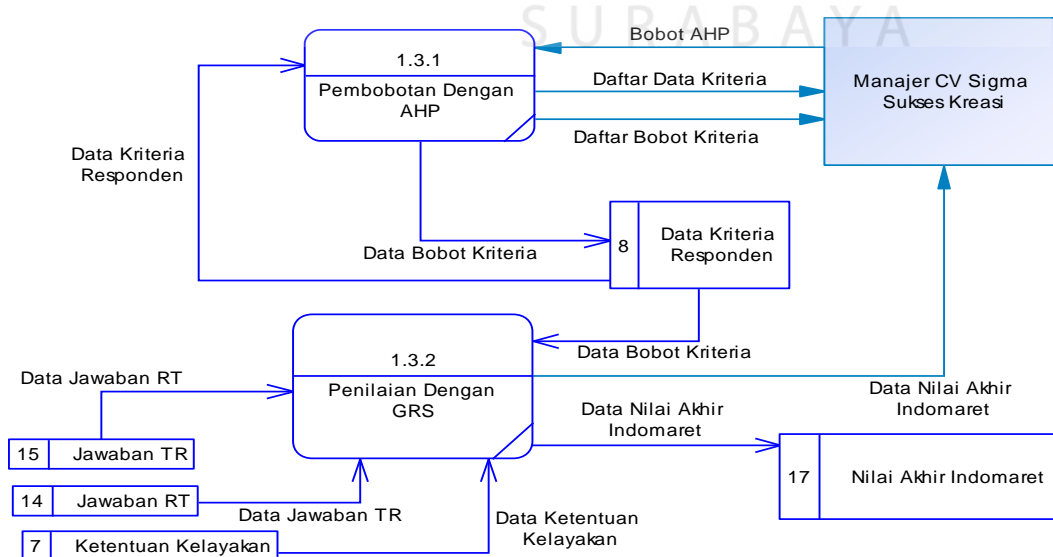 SURABAYA
Bobot AHP
1.3.1
Pembobotan Dengan
AHP
Daftar Data Kriteria
Daftar Bobot Kriteria
Manajer CV Sigma
Sukses Kreasi
Data Kriteria
Responden
Data Bobot Kriteria
8
Data Kriteria
Responden
Data Bobot Kriteria
1.3.2
Penilaian Dengan
GRS
Data Jawaban RT
Data Nilai Akhir
Indomaret
Data Nilai Akhir
Indomaret
15
Jawaban TR
14
Jawaban RT
Data Jawaban TR
7
Ketentuan Kelayakan
Data Ketentuan
Kelayakan
17
Nilai Akhir Indomaret